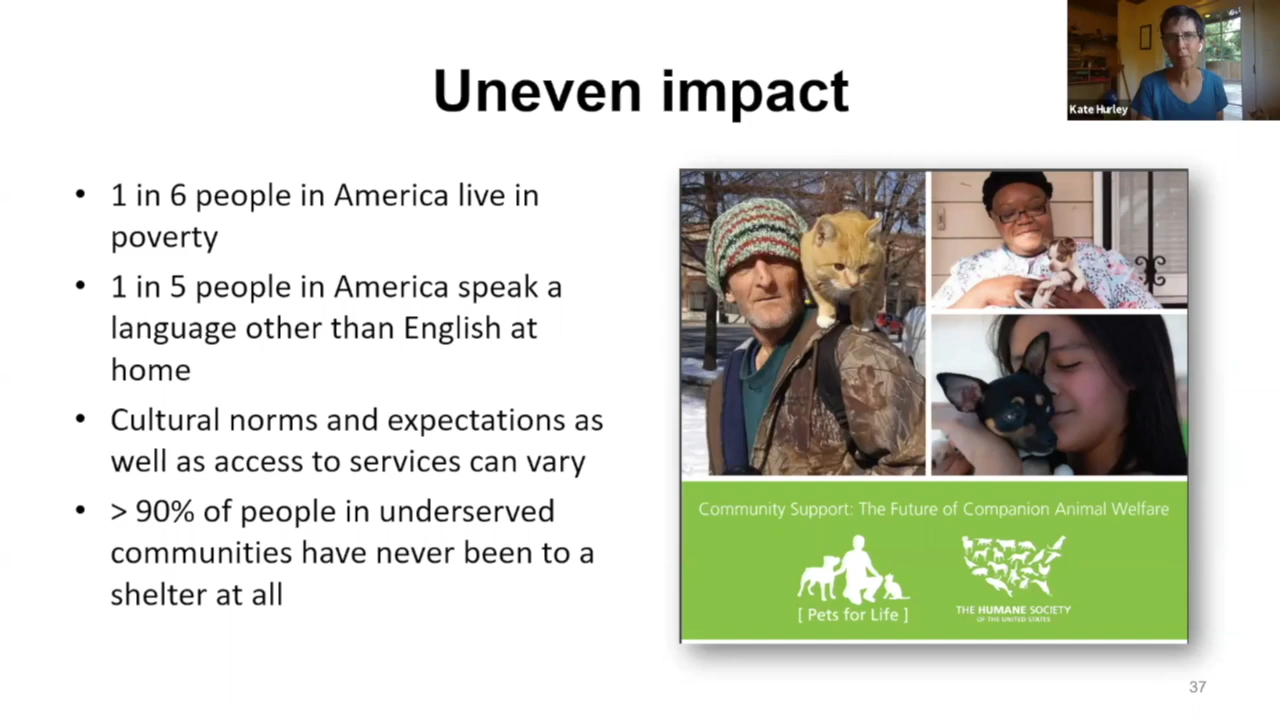 Uneven impact
Kate Hurley
• 1 in 6 people in America live in
poverty
• 1 in 5 people in America speak a
language other than English at
home
• Cultural norms and expectations as
well as access to services can vary
• > 90% of people in underserved
communities have never been to a
shelter at all
Community Support: The Future of Companion Animal Welfare
[ Pets for Life ]
THE HUMANE SOCIETY
OF THE UNITED STATES
37